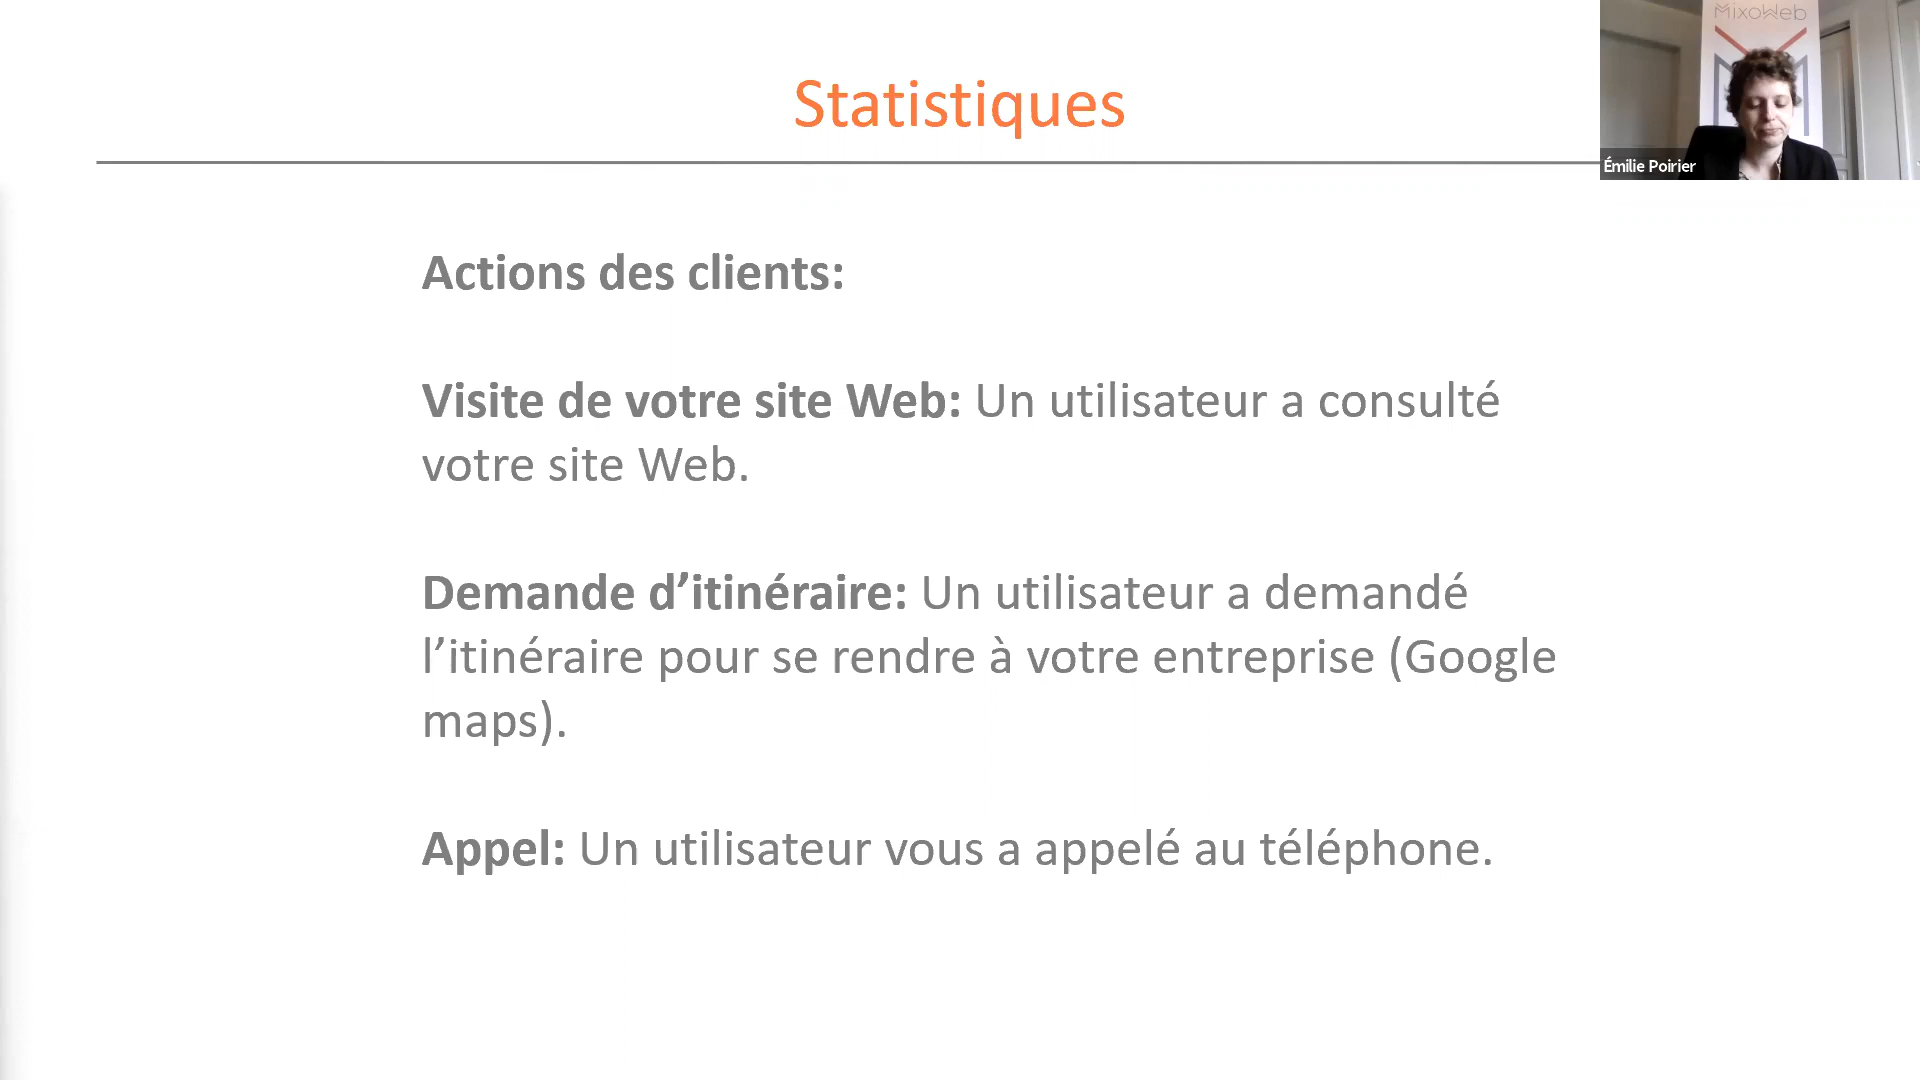 MixoWeb
Statistiques
Émilie Poirier
Actions des clients:
Visite de votre site Web: Un utilisateur a consulté
votre site Web.
Demande d’itinéraire: Un utilisateur a demandé
l’itinéraire pour se rendre à votre entreprise (Google
maps).
Appel: Un utilisateur vous a appelé au téléphone.